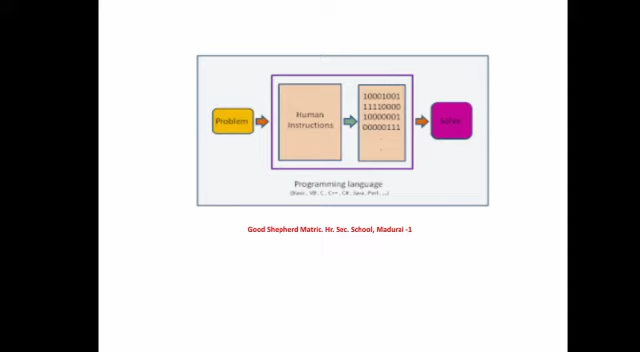 Problem
Human
Instructions
10001001
11110000
10000001
00000111
.
.
Solve
Programming language
(Basic, VB, C, C++, C#, Java, Perl ...)
Good Shepherd Matric. Hr. Sec. School, Madurai -1